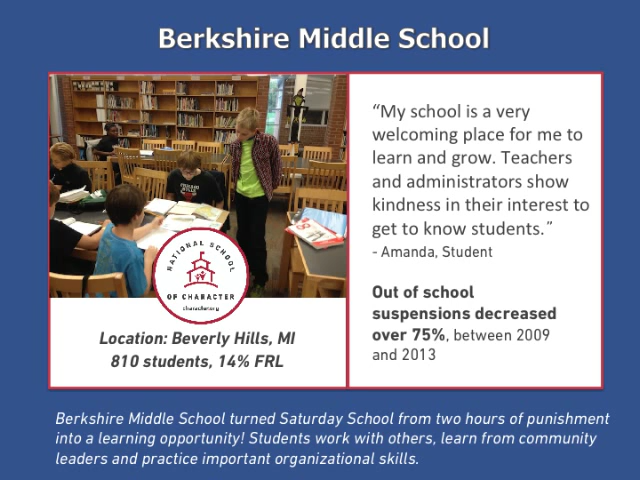 Berkshire Middle School
NATIONAL SCHOOL
OF CHARACTER
character.org
Location: Beverly Hills, MI
810 students, 14% FRL
“My school is a very
welcoming place for me to
learn and grow. Teachers
and administrators show
kindness in their interest to
get to know students.”
- Amanda, Student
Out of school
suspensions decreased
over 75%, between 2009
and 2013
Berkshire Middle School turned Saturday School from two hours of punishment
into a learning opportunity! Students work with others, learn from community
leaders and practice important organizational skills.